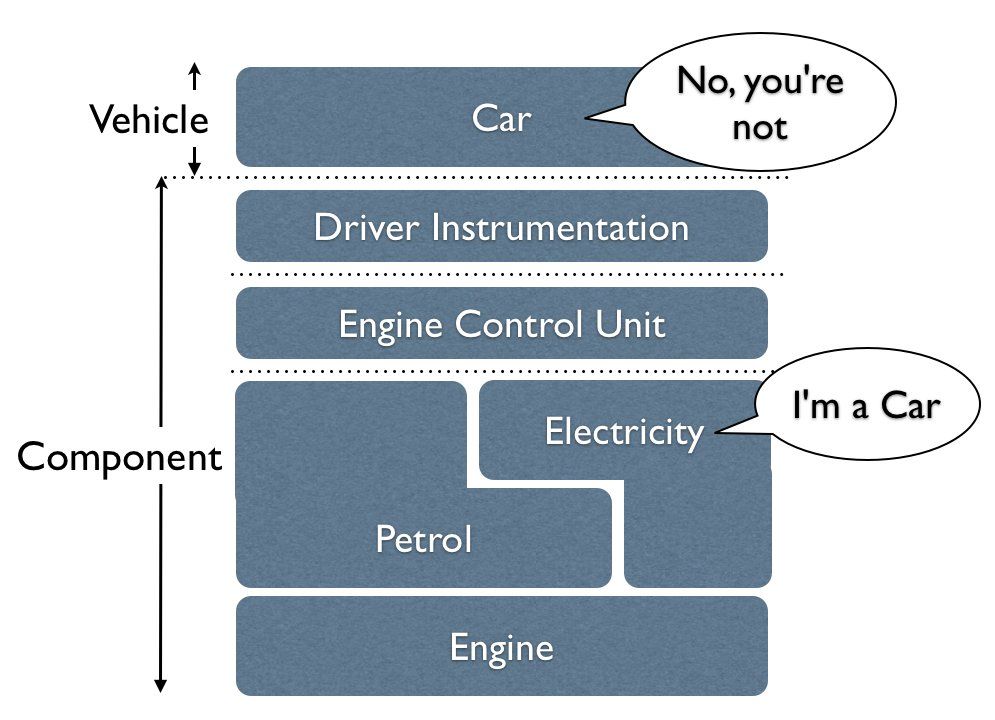 No, you're
not
Car
Vehicle
Driver Instrumentation
Engine Control Unit
I'm a Car
Electricity
Component
Petrol
Engine